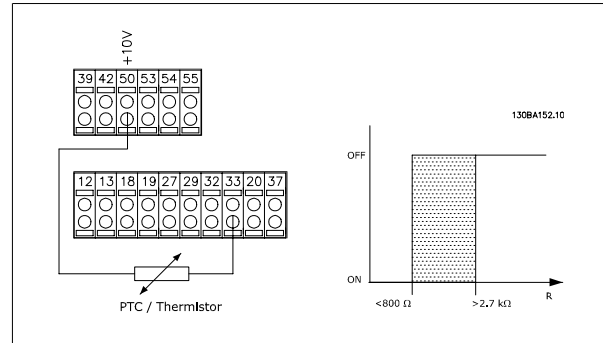 +10V
39 42 50 53 54 55
130BA152.10
OFF
12 13 18 19 27 29 32 33 20 37
ON
R
<800 Ω >2.7 kΩ
PTC / Thermistor